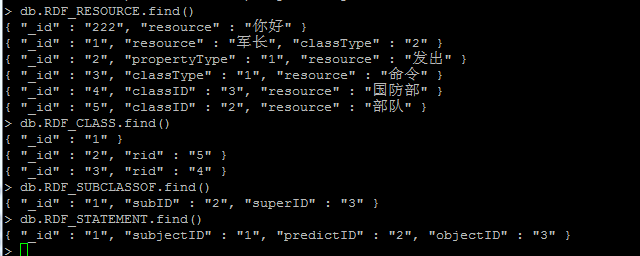 > db.RDF_RESOURCE.find()
{ "_id" : "222", "resource" : "你好" }
{ "_id" : "1", "resource" : "军长", "classType" : "2" }
{ "_id" : "2", "propertyType" : "1", "resource" : "发出" }
{ "_id" : "3", "classType" : "1", "resource" : "命令" }
{ "_id" : "4", "classID" : "3", "resource" : "国防部" }
{ "_id" : "5", "classID" : "2", "resource" : "部队" }
> db.RDF_CLASS.find()
{ "_id" : "1" }
{ "_id" : "2", "rid" : "5" }
{ "_id" : "3", "rid" : "4" }
> db.RDF_SUBCLASSOF.find()
{ "_id" : "1", "subID" : "2", "superID" : "3" }
> db.RDF_STATEMENT.find()
{ "_id" : "1", "subjectID" : "1", "predictID" : "2", "objectID" : "3" }
>